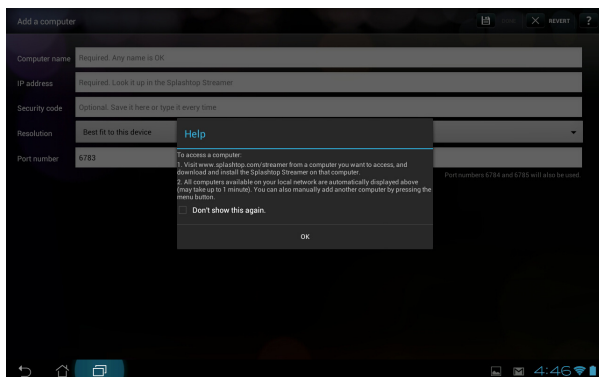 Add a computer
REVERT ?
Computer name Required. Any name is OK
IP address Required. Look it up in the Splashtop Streamer
Security code Optional. Save it here or type it every time
Resolution Best fit to this device
Port number 6783
Port numbers 6784 and 6785 will also be used.
Help
To access a computer:
1. Visit www.splashtop.com/streamer from a computer you want to access, and
download and install the Splashtop Streamer on that computer.
2. All computers available on your local network are automatically displayed above
(may take up to 1 minute). You can also manually add another computer by pressing the
menu button.
Don't show this again.
OK
4:46